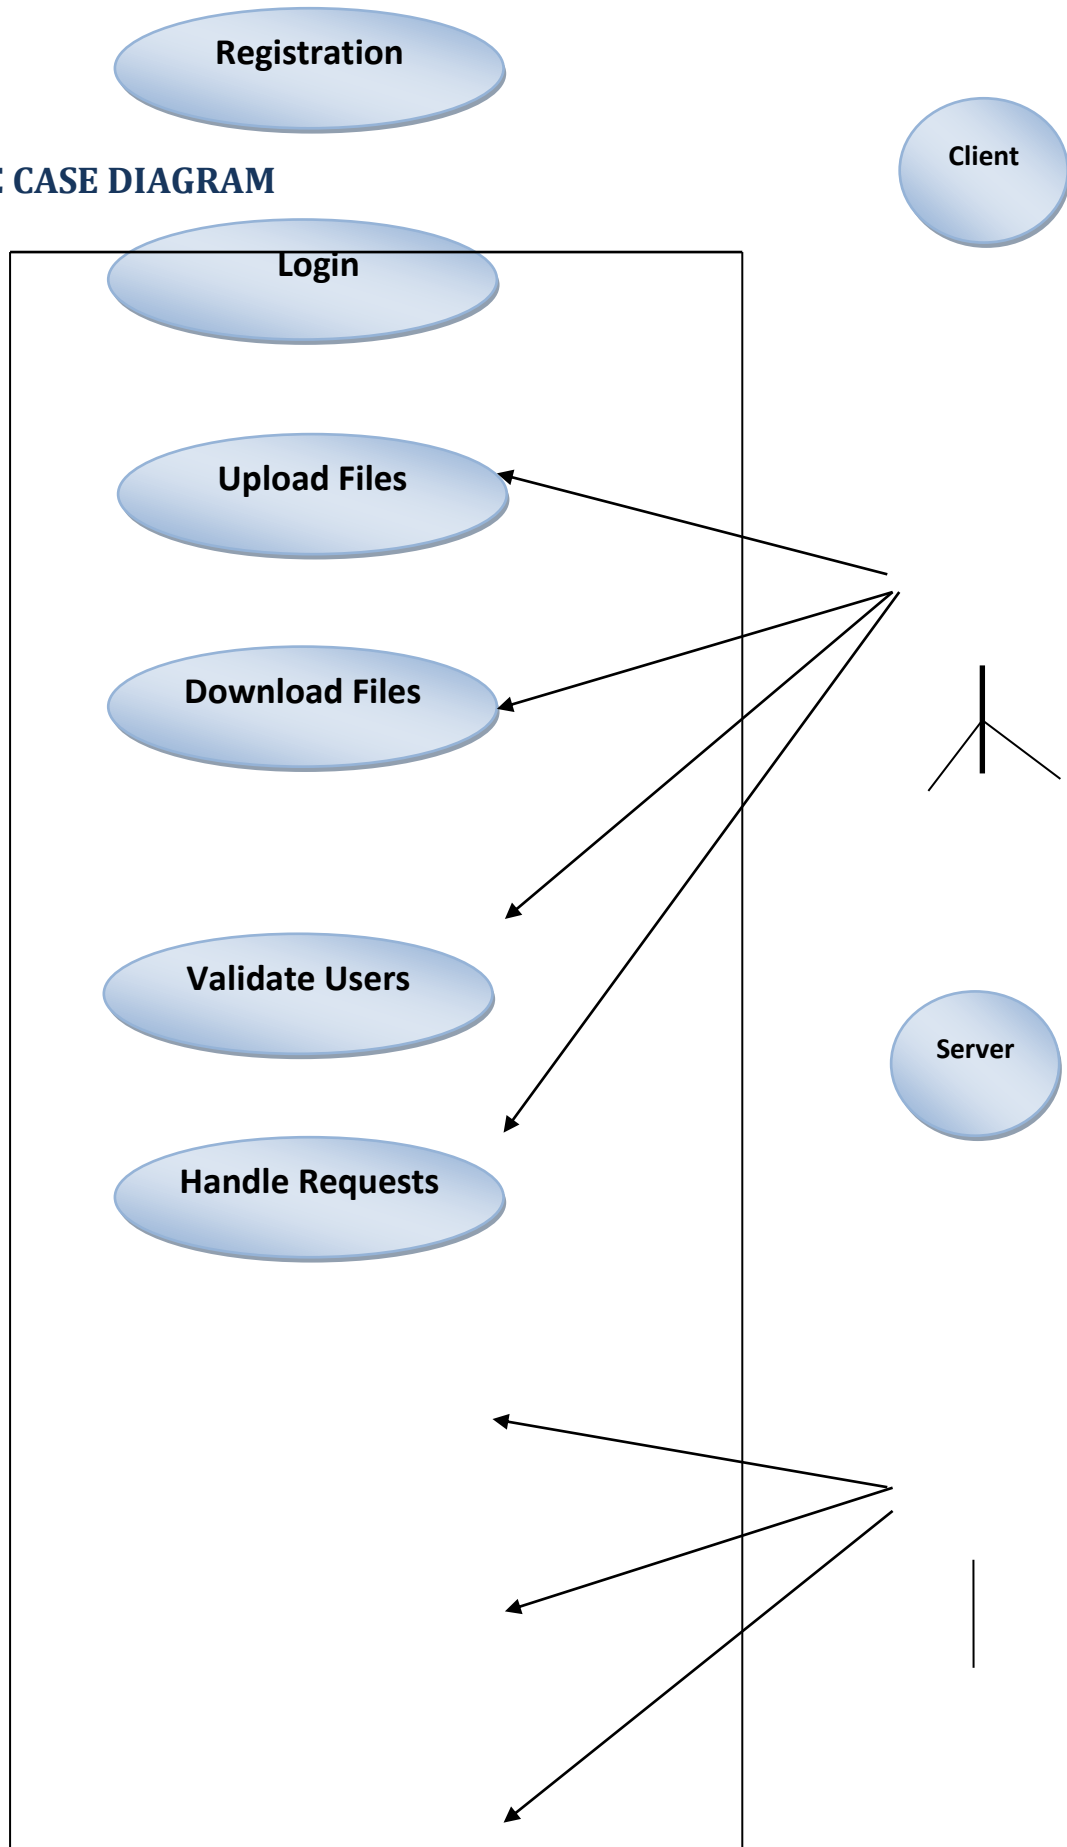 Registration
Client
E CASE DIAGRAM
Login
Upload Files
Download Files
Validate Users
Server
Handle Requests